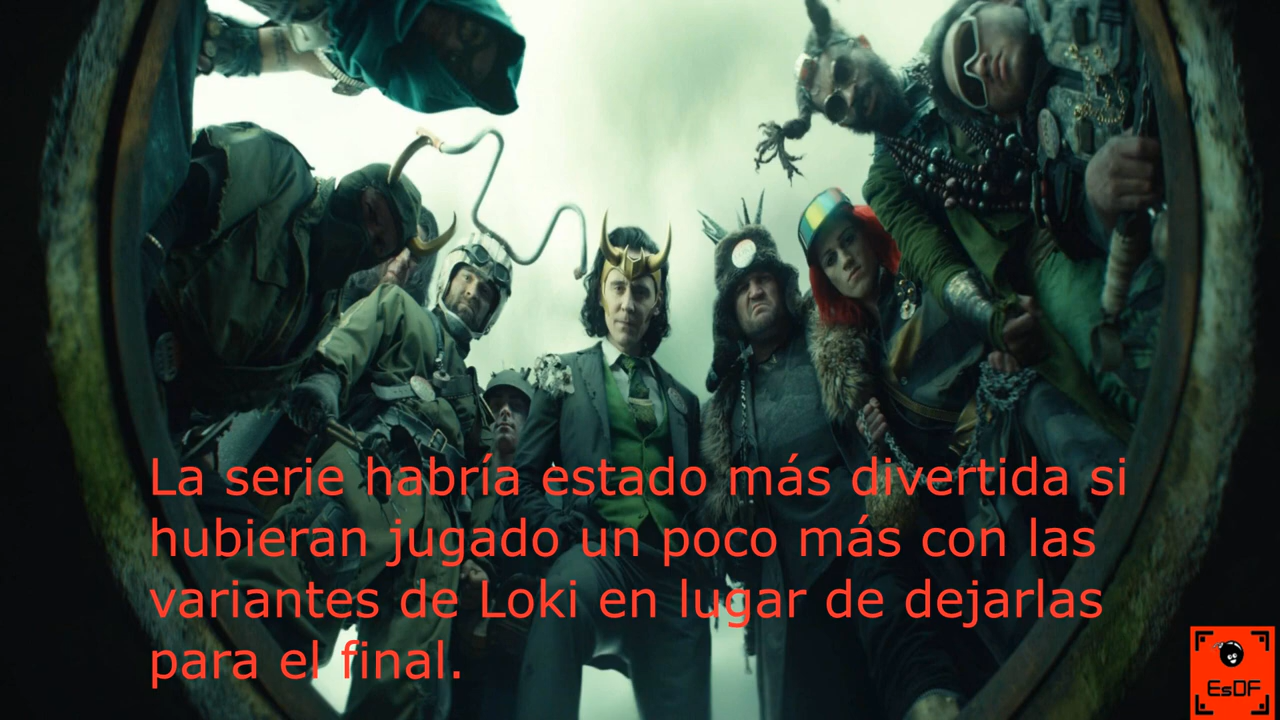 La serie habría estado más divertida si
hubieran jugado un poco más con las
variantes de Loki en lugar de dejarlas
para el final.
EsDF